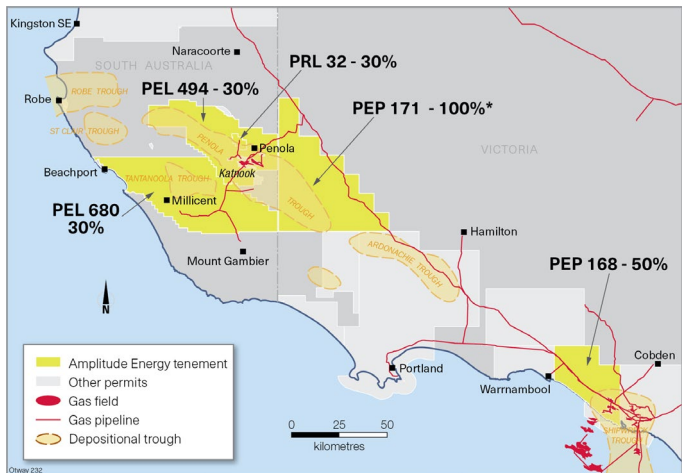 Kingston SE
Naracoorte
SOUTH AUSTRALIA
PRL 32 - 30%
PEL 494 - 30%
ROBE TROUGH
Robe
PEP 171 - 100%*
ST CLAIR TROUGH
PENOLA
Penola
VICTORIA
Katnook
Beachport
TANTANOOLA TROUGH
Millicent
TROUGH
PEL 680
30%
Hamilton
Mount Gambier
ARDONACHIE TROUGH
PEP 168 - 50%
N
Cobden
Portland
Warrnambool
TROUGH
Amplitude Energy tenement
Other permits
Gas field
Gas pipeline
Depositional trough
0 25 50
kilometres
Otway 232